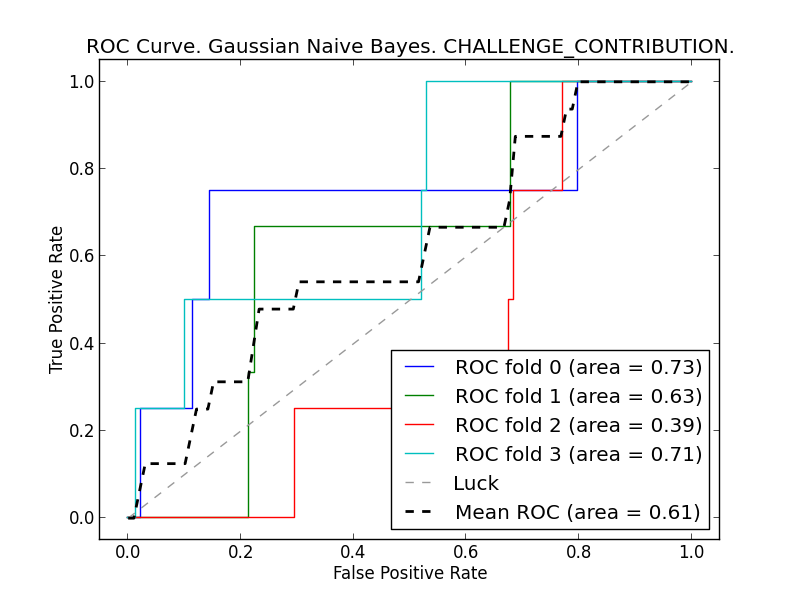 ROC Curve. Gaussian Naive Bayes. CHALLENGE_CONTRIBUTION.
True Positive Rate
1.0
0.8
0.6
0.4
0.2
0.0
ROC fold 0 (area = 0.73)
ROC fold 1 (area = 0.63)
ROC fold 2 (area = 0.39)
ROC fold 3 (area = 0.71)
Luck
Mean ROC (area = 0.61)
0.0 0.2 0.4 0.6 0.8 1.0
False Positive Rate